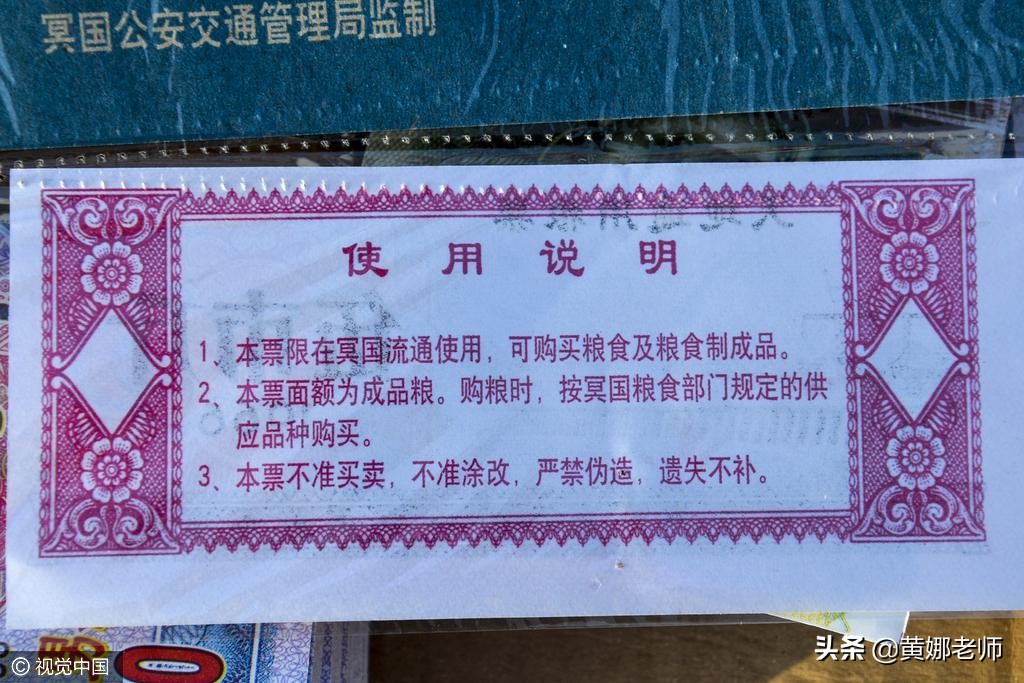 冥国公安交通管理局监制
使用说明
1、本票限在冥国流通使用，可购买粮食及粮食制成品。
2、本票面额为成品粮。购粮时，按冥国粮食部门规定的供
应品种购买。
3、本票不准买卖，不准涂改，严禁伪造，遗失不补。
© 视觉中国
头条 @黄娜老师